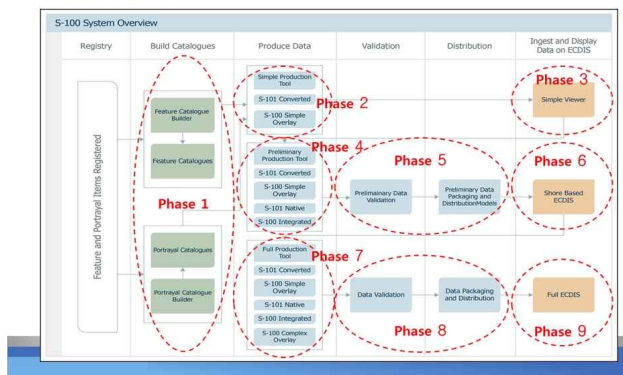 S-100 System Overview
Registry
Build Catalogues
Produce Data
Validation
Distribution
Ingest and Display
Data on ECDIS
Feature and Portrayal Items Registered
Feature Catalogue
Builder
Feature Catalogues
Phase 1
Portrayal Catalogues
Portrayal Catalogue
Builder
Simple Production
Tool
S-101 Converted
S-100 Simple
Overlay
Phase 2
Phase 3
Simple Viewer
Phase 4
Preliminary
Production Tool
S-101 Converted
S-100 Simple
Overlay
S-101 Native
S-100 Integrated
Phase 5
Prelimainary Data
Validation
Preliminary Data
Packaging and
DistributionModels
Phase 6
Shore Based
ECDIS
Phase 7
Full Production
Tool
S-101 Converted
S-100 Simple
Overlay
S-101 Native
S-100 Integrated
S-100 Complex
Overlay
Data Validation
Data Packaging
and Distribution
Phase 8
Full ECDIS
Phase 9